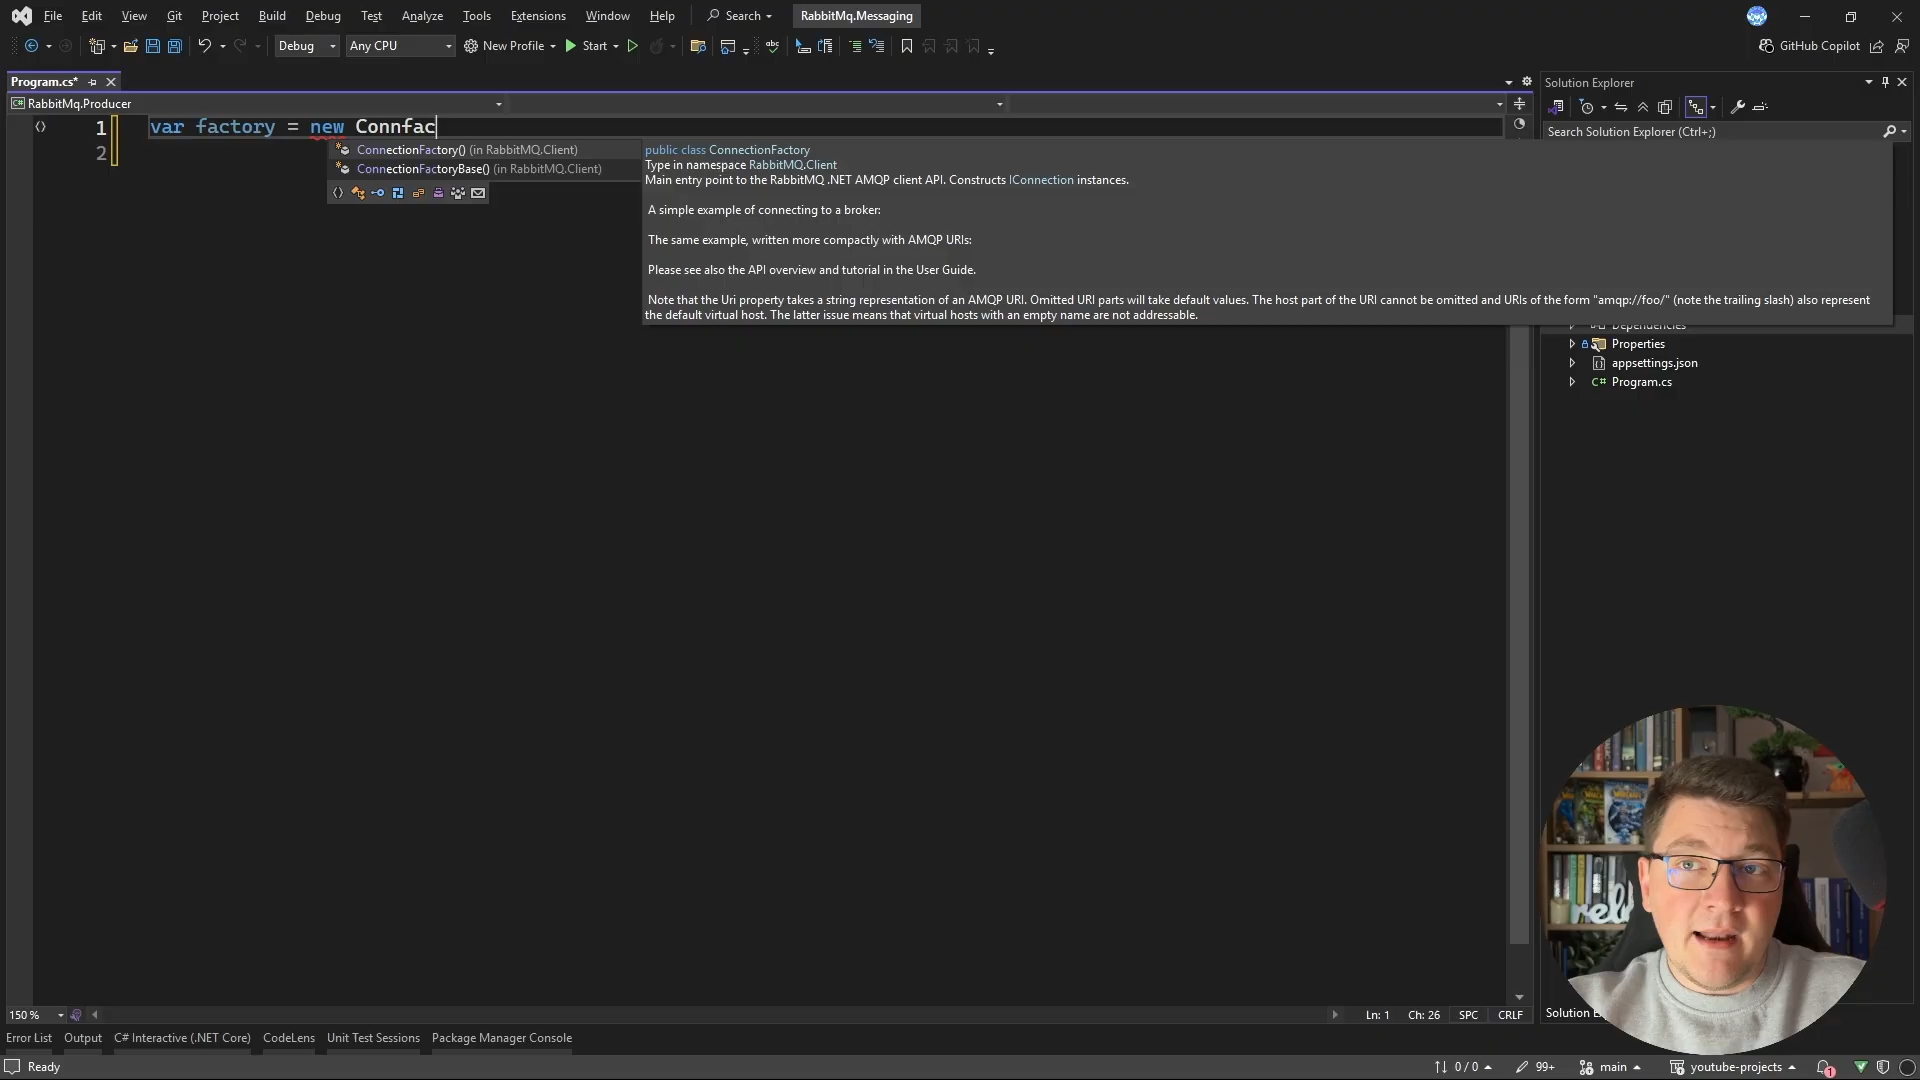 File Edit View Git Project Build Debug Test Analyze Tools Extensions Window Help Search RabbitMq.Messaging
Debug Any CPU New Profile Start GitHub Copilot
Program.cs*
Solution Explorer
RabbitMq.Producer
Search Solution Explorer (Ctrl+;)
1 var factory = new Connfac
2
ConnectionFactory() (in RabbitMQ.Client)
ConnectionFactoryBase() (in RabbitMQ.Client)
public class ConnectionFactory
Type in namespace RabbitMQ.Client
Main entry point to the RabbitMQ .NET AMQP client API. Constructs IConnection instances.
A simple example of connecting to a broker:
The same example, written more compactly with AMQP URIs:
Please see also the API overview and tutorial in the User Guide.
Note that the Uri property takes a string representation of an AMQP URI. Omitted URI parts will take default values. The host part of the URI cannot be omitted and URIs of the form "amqp://foo/" (note the trailing slash) also represent
the default virtual host. The latter issue means that virtual hosts with an empty name are not addressable.
Dependencies
Properties
appsettings.json
C# Program.cs
150 % Ln: 1 Ch: 26 SPC CRLF
Solution
Error List Output C# Interactive (.NET Core) CodeLens Unit Test Sessions Package Manager Console
Ready 0 / 0 99+ main youtube-projects 1